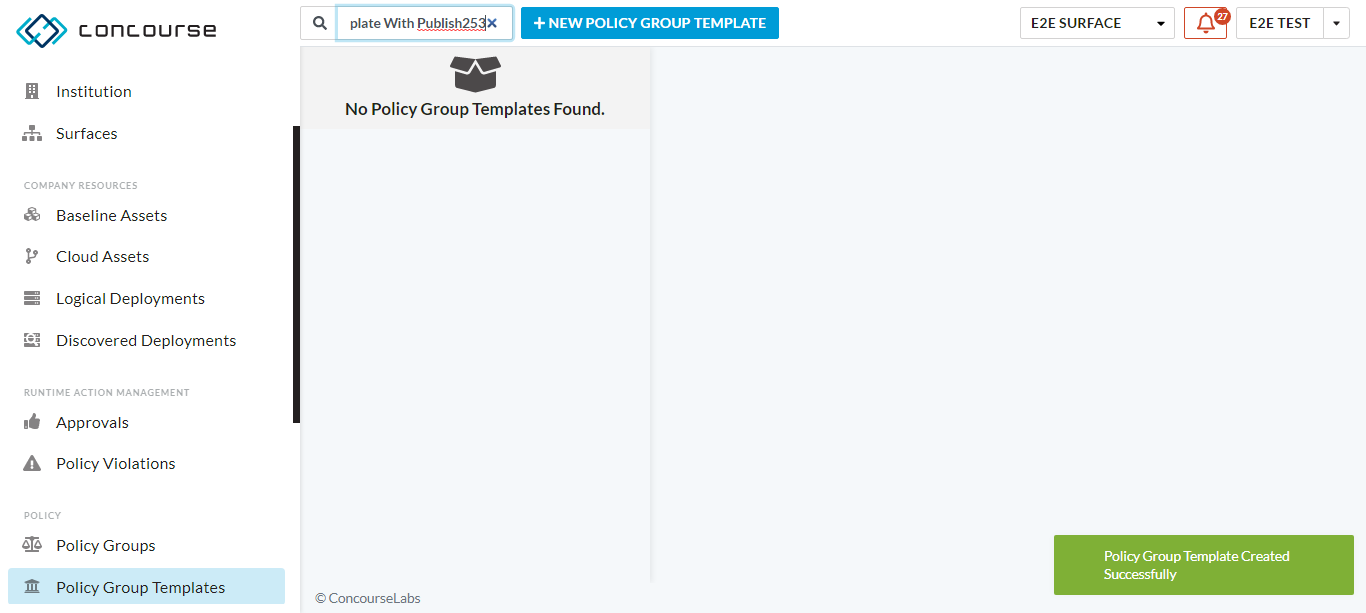 concourse
plate With Publish253
NEW POLICY GROUP TEMPLATE
E2E SURFACE
27
E2E TEST
Institution
Surfaces
COMPANY RESOURCES
Baseline Assets
Cloud Assets
Logical Deployments
Discovered Deployments
RUNTIME ACTION MANAGEMENT
Approvals
Policy Violations
POLICY
Policy Groups
Policy Group Templates
No Policy Group Templates Found.
Policy Group Template Created
Successfully
© ConcourseLabs